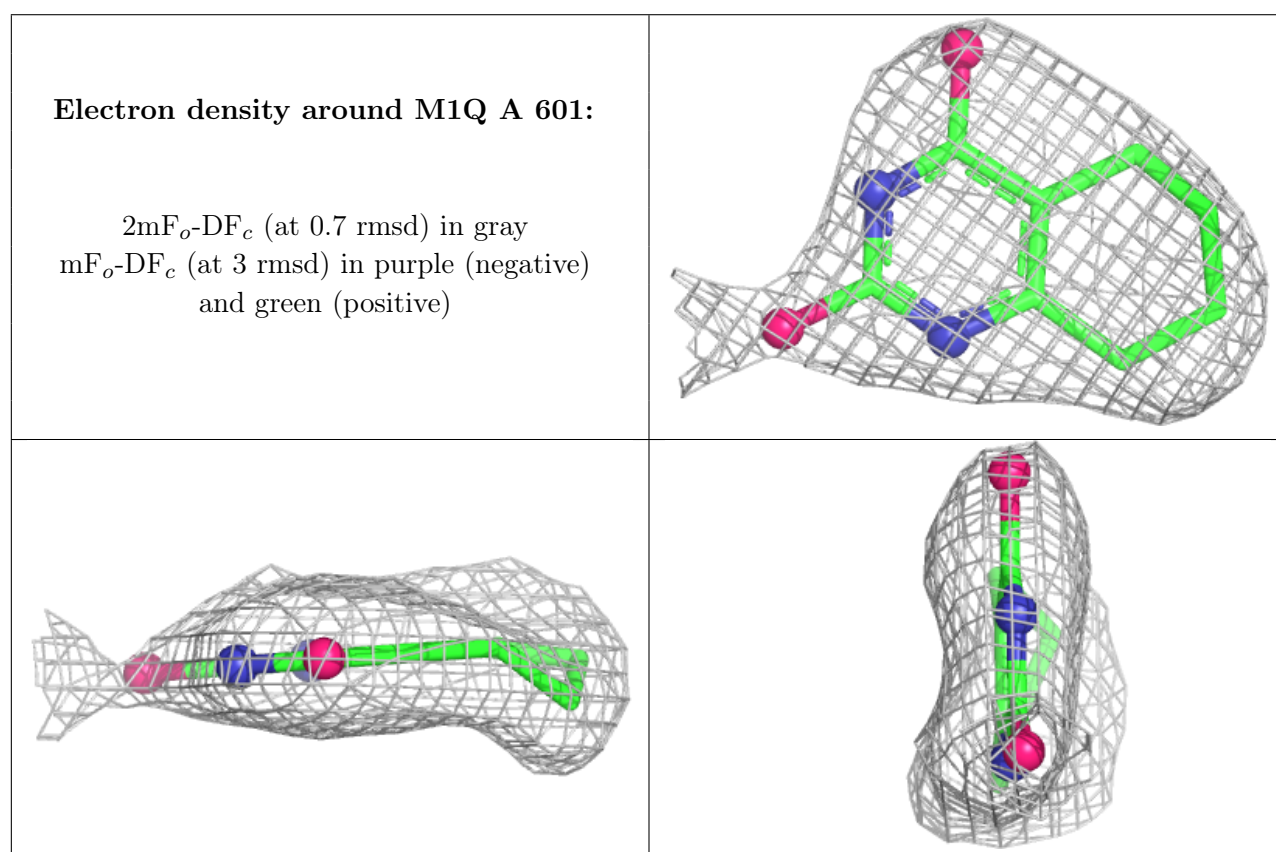 Electron density around M1Q A 601:
2mFo-DFc (at 0.7 rmsd) in gray
mFo-DFc (at 3 rmsd) in purple (negative)
and green (positive)